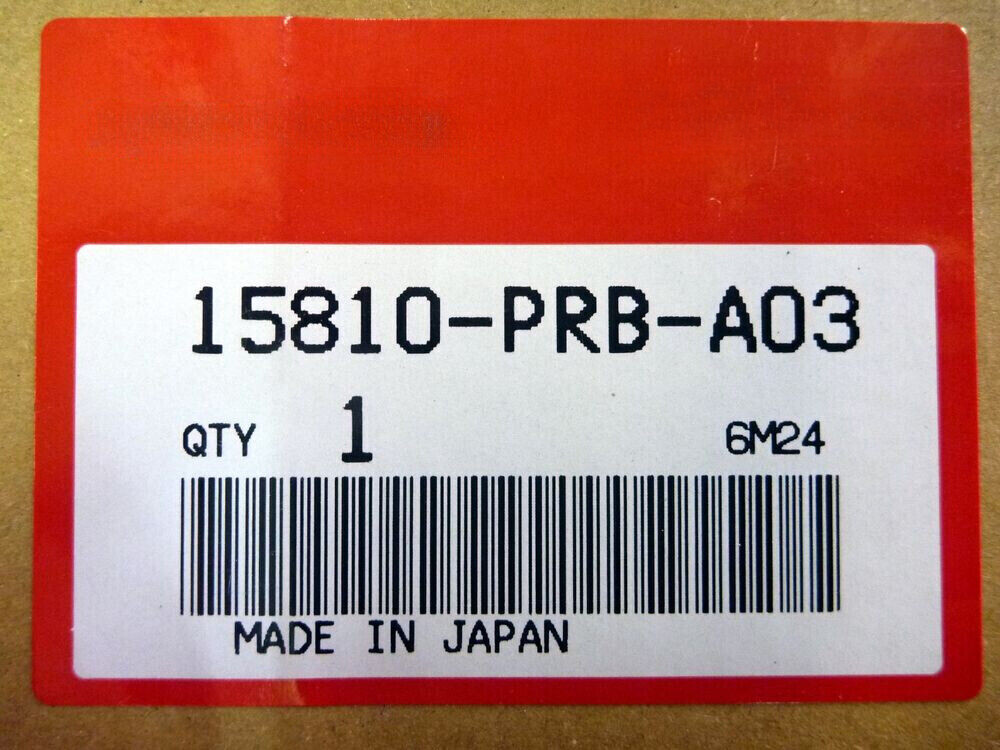 15810-PRB-A03
QTY 1 6M24
MADE IN JAPAN